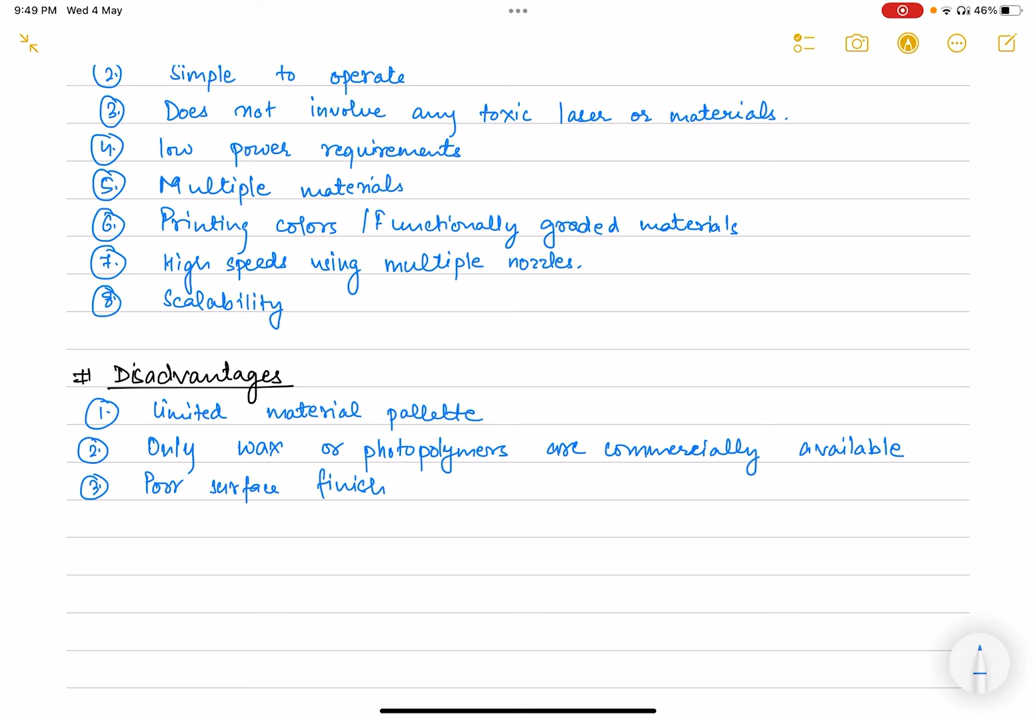 9:49 PM Wed 4 May 46%
(2.) Simple to operate
(3.) Does not involve any toxic laser or materials.
(4.) low power requirements
(5.) Multiple materials
(6.) Printing colors / Functionally graded materials
(7.) High speeds using multiple nozzles.
(8.) Scalability
# Disadvantages
(1.) Limited material pallette
(2.) Only wax or photopolymers are commercially available
(3.) Poor surface finish